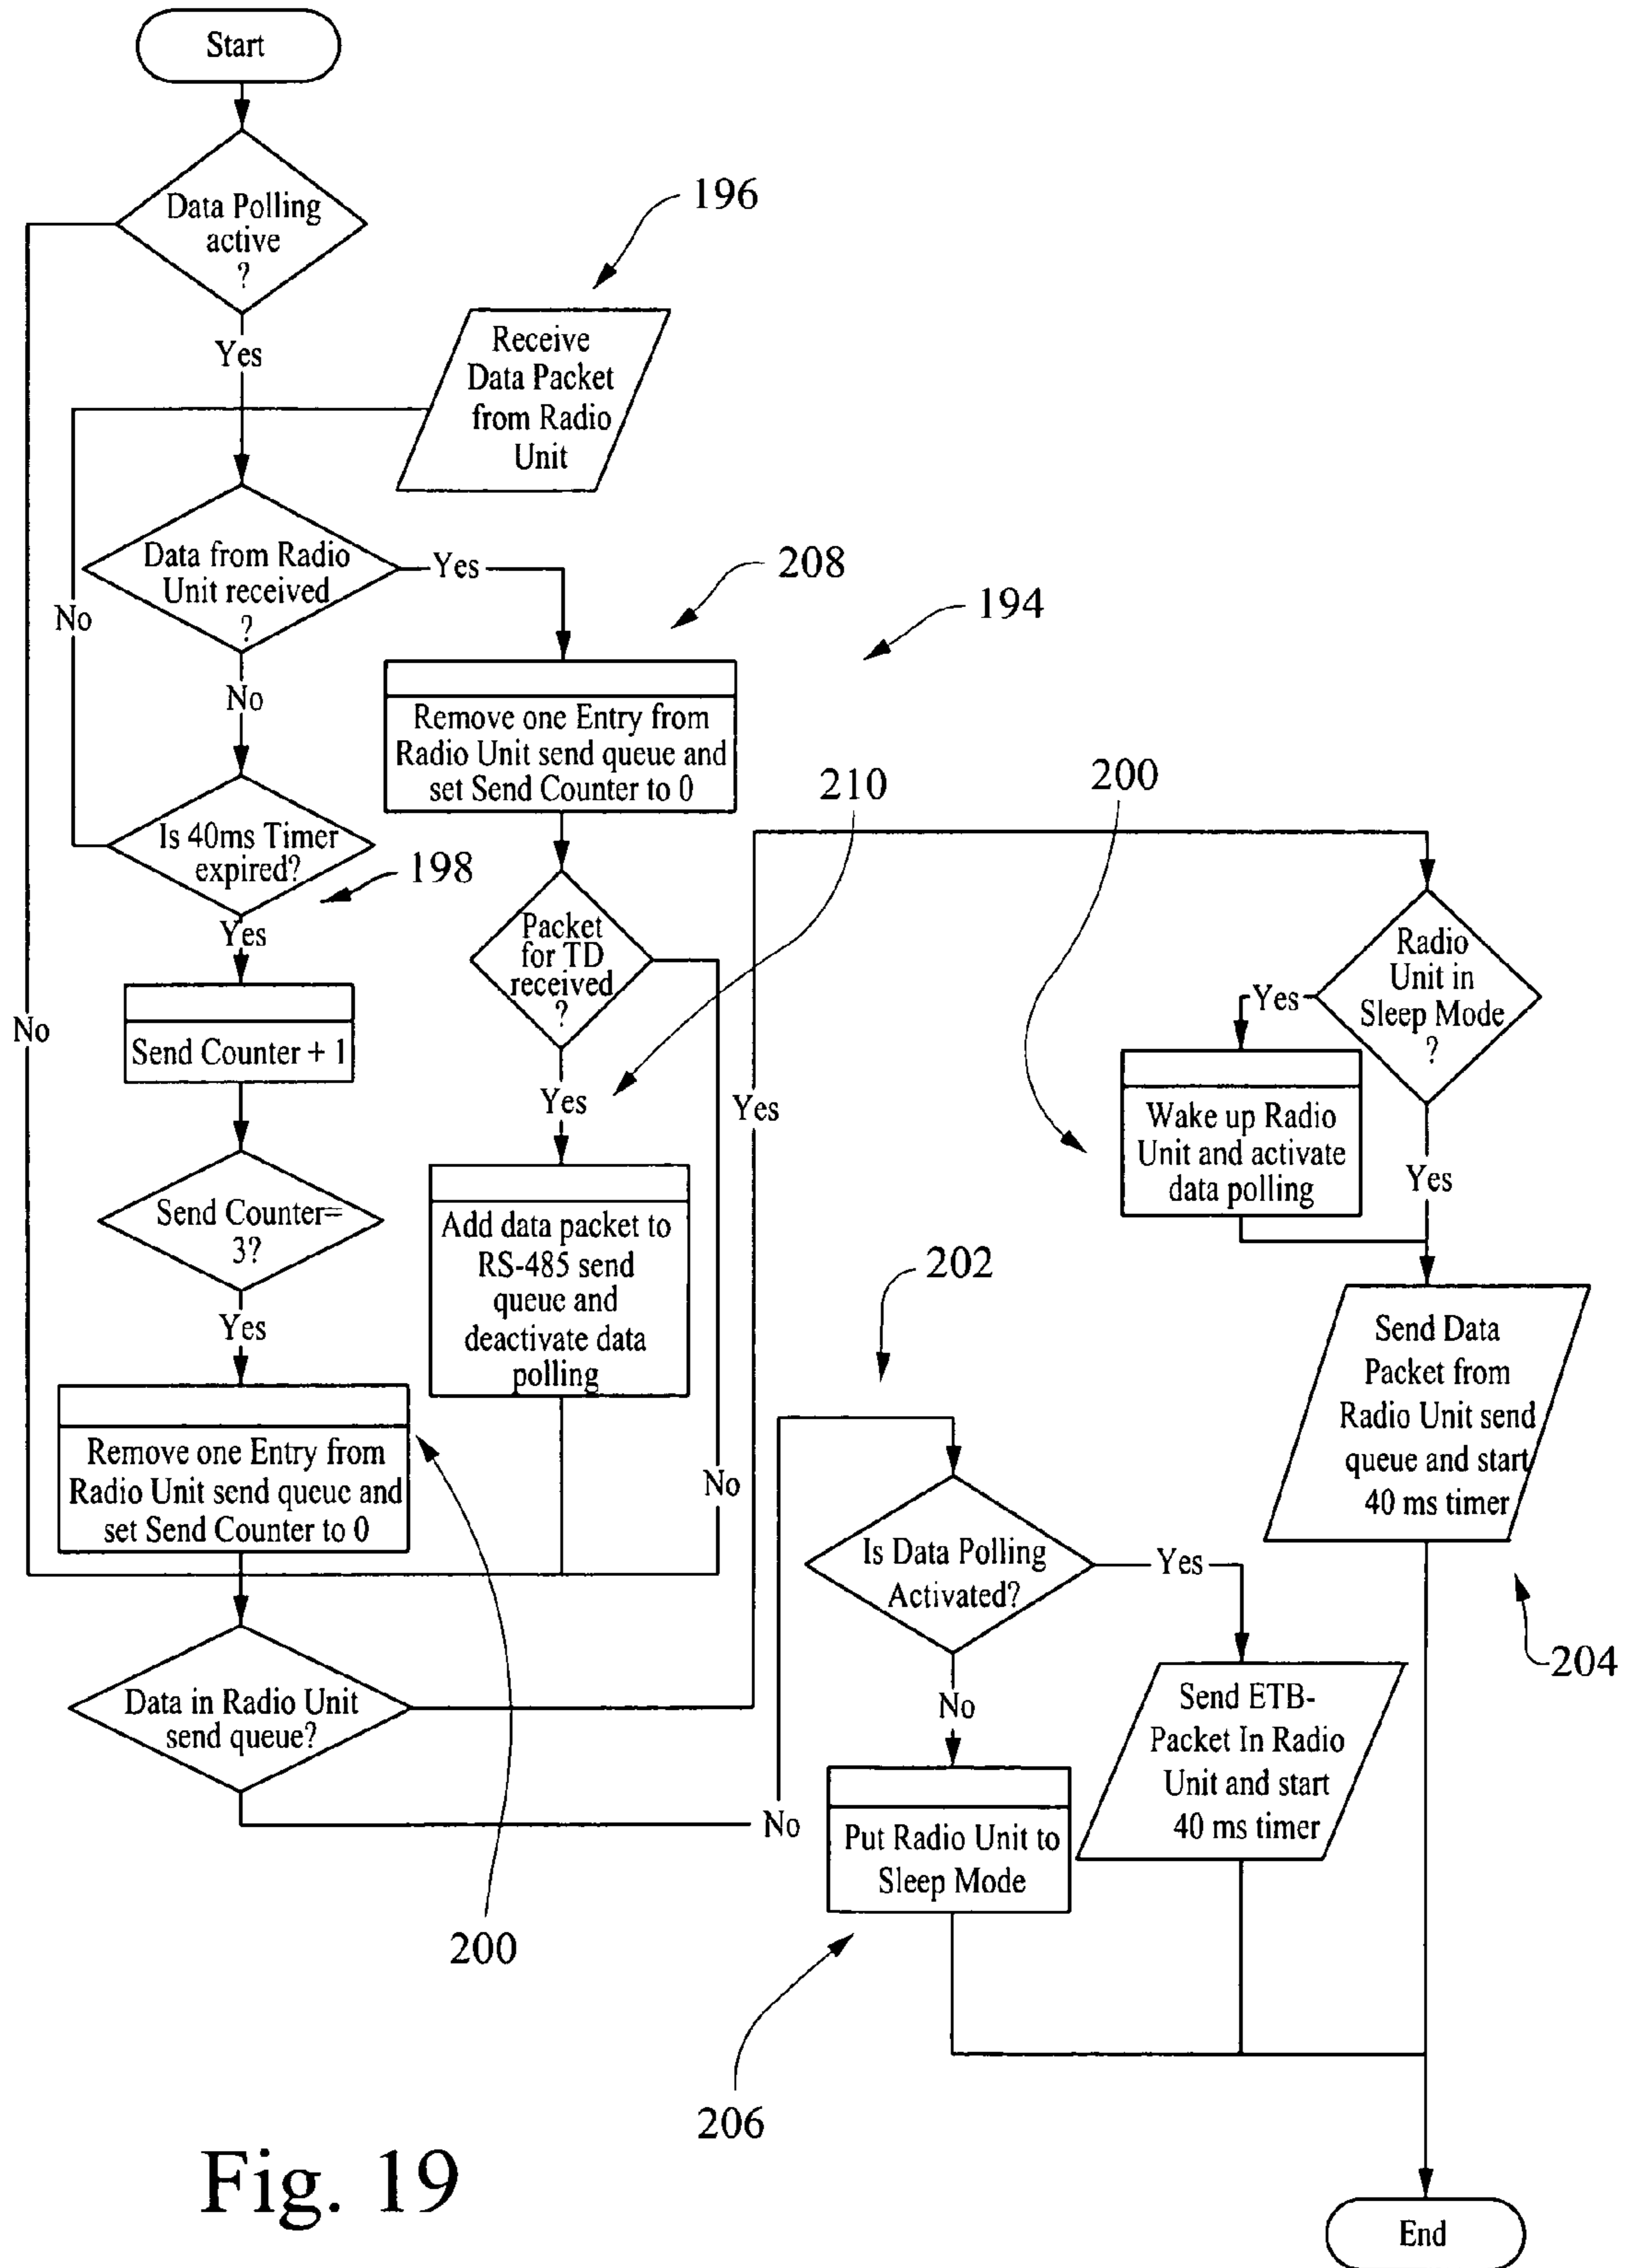 Start
Data Polling
active
?
Yes
196
Receive
Data Packet
from Radio
Unit
Data from Radio
Unit received
?
Yes
No
No
208
194
Remove one Entry from
Radio Unit send queue and
set Send Counter to 0
Is 40ms Timer
expired?
198
Yes
210
200
Packet
for TD
received
?
Radio
Unit in
Sleep Mode
?
Yes
No
Send Counter + 1
Yes
Yes
Wake up Radio
Unit and activate
data polling
Yes
Send Counter=
3?
Yes
Add data packet to
RS-485 send
queue and
deactivate data
polling
202
Send Data
Packet from
Radio Unit send
queue and start
40 ms timer
Remove one Entry from
Radio Unit send queue and
set Send Counter to 0
No
Is Data Polling
Activated?
Yes
204
Data in Radio Unit
send queue?
No
No
Send ETB-
Packet In Radio
Unit and start
40 ms timer
Put Radio Unit to
Sleep Mode
200
206
Fig. 19
End